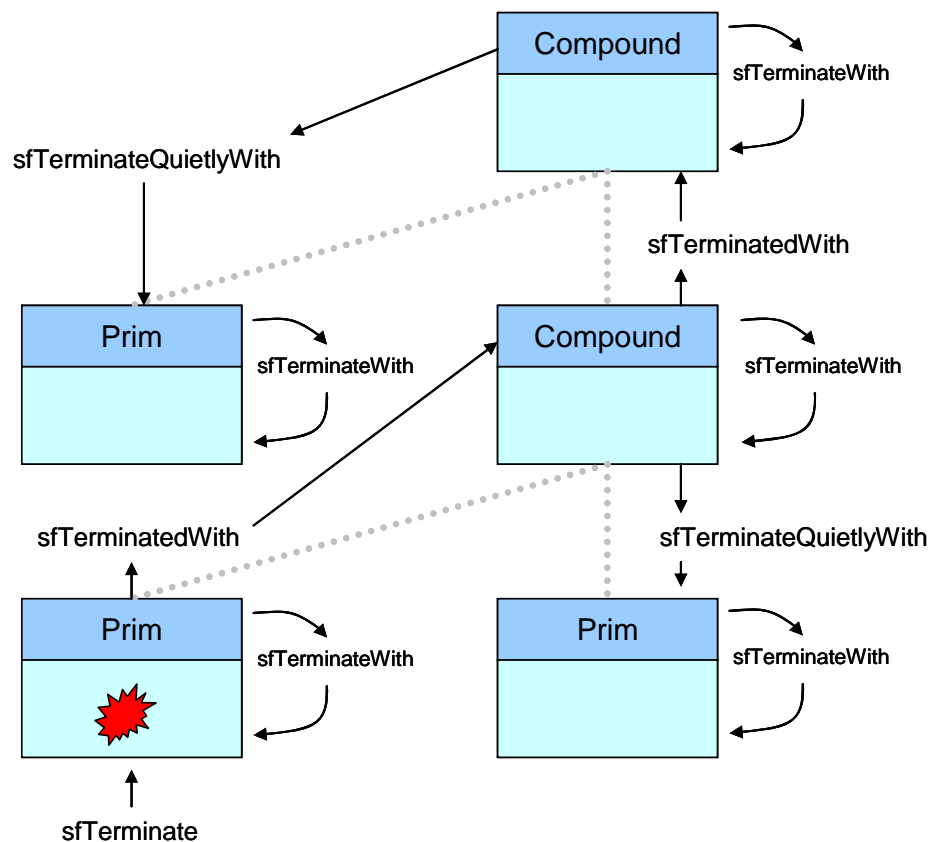 Compound
sfTerminateWith
sfTerminateQuietlyWith
sfTerminatedWith
Prim
sfTerminateWith
Compound
sfTerminateWith
sfTerminatedWith
sfTerminateQuietlyWith
Prim
sfTerminateWith
Prim
sfTerminateWith
sfTerminate